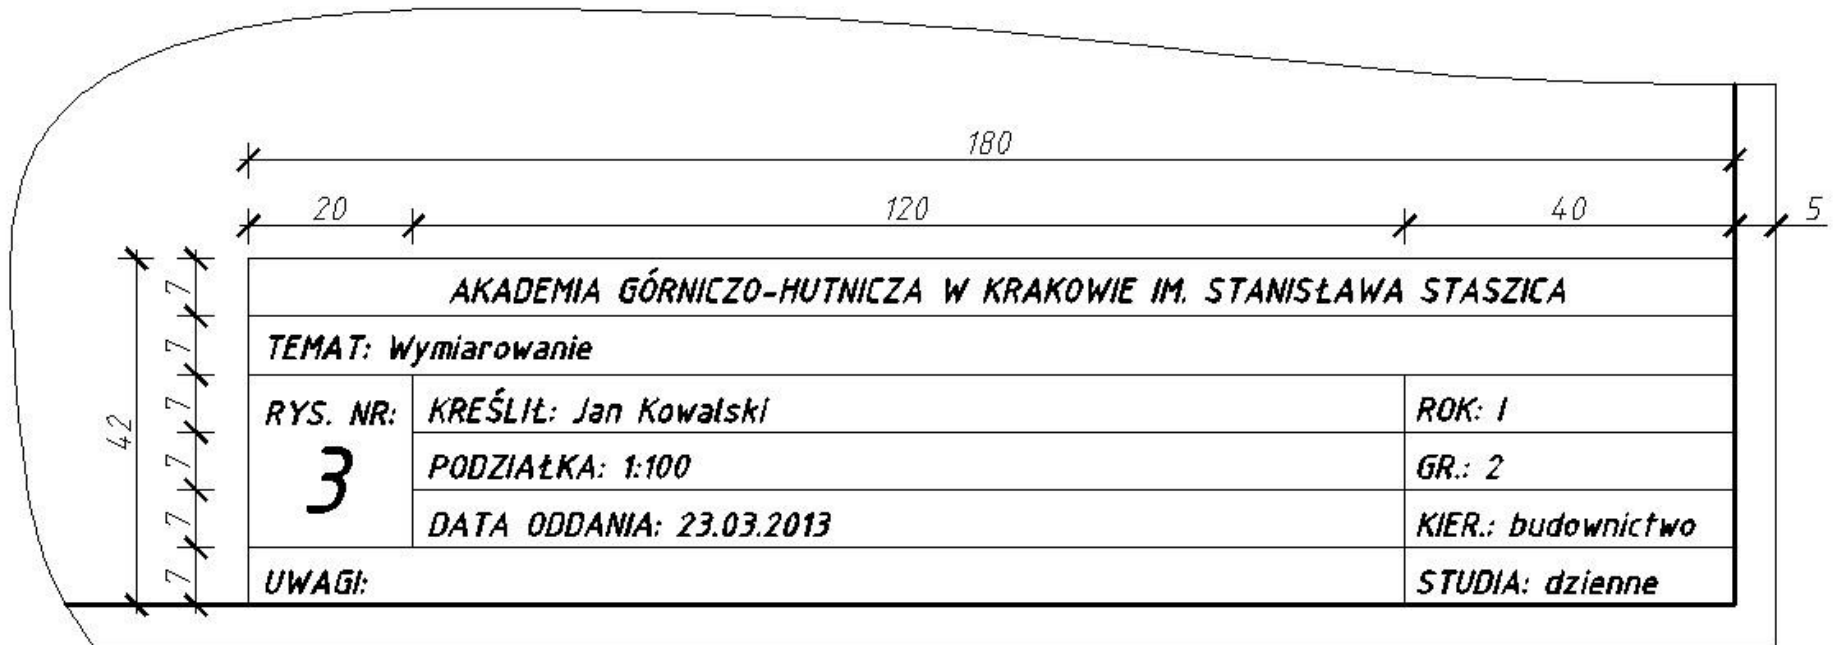 180
20 120 40 5
42
7
7
7
7
7
7
AKADEMIA GÓRNICZO-HUTNICZA W KRAKOWIE IM. STANISŁAWA STASZICA
TEMAT: Wymiarowanie
RYS. NR:
3
KREŚLIŁ: Jan Kowalski
ROK: I
PODZIAŁKA: 1:100
GR.: 2
DATA ODDANIA: 23.03.2013
KIER.: budownictwo
UWAGI:
STUDIA: dzienne